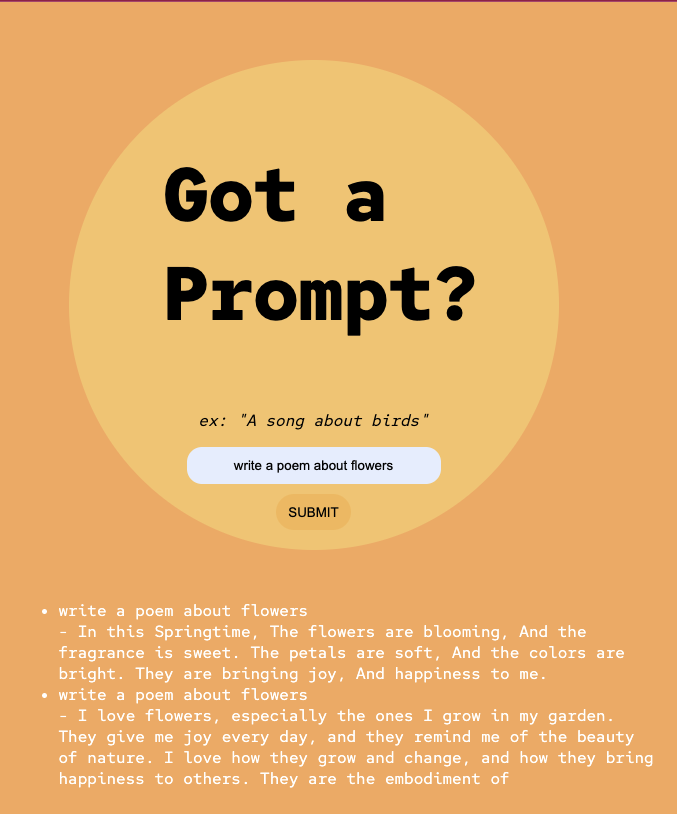 Got a
Prompt?
ex: "A song about birds"
write a poem about flowers
SUBMIT
• write a poem about flowers
- In this Springtime, The flowers are blooming, And the
fragrance is sweet. The petals are soft, And the colors are
bright. They are bringing joy, And happiness to me.
• write a poem about flowers
- I love flowers, especially the ones I grow in my garden.
They give me joy every day, and they remind me of the beauty
of nature. I love how they grow and change, and how they bring
happiness to others. They are the embodiment of